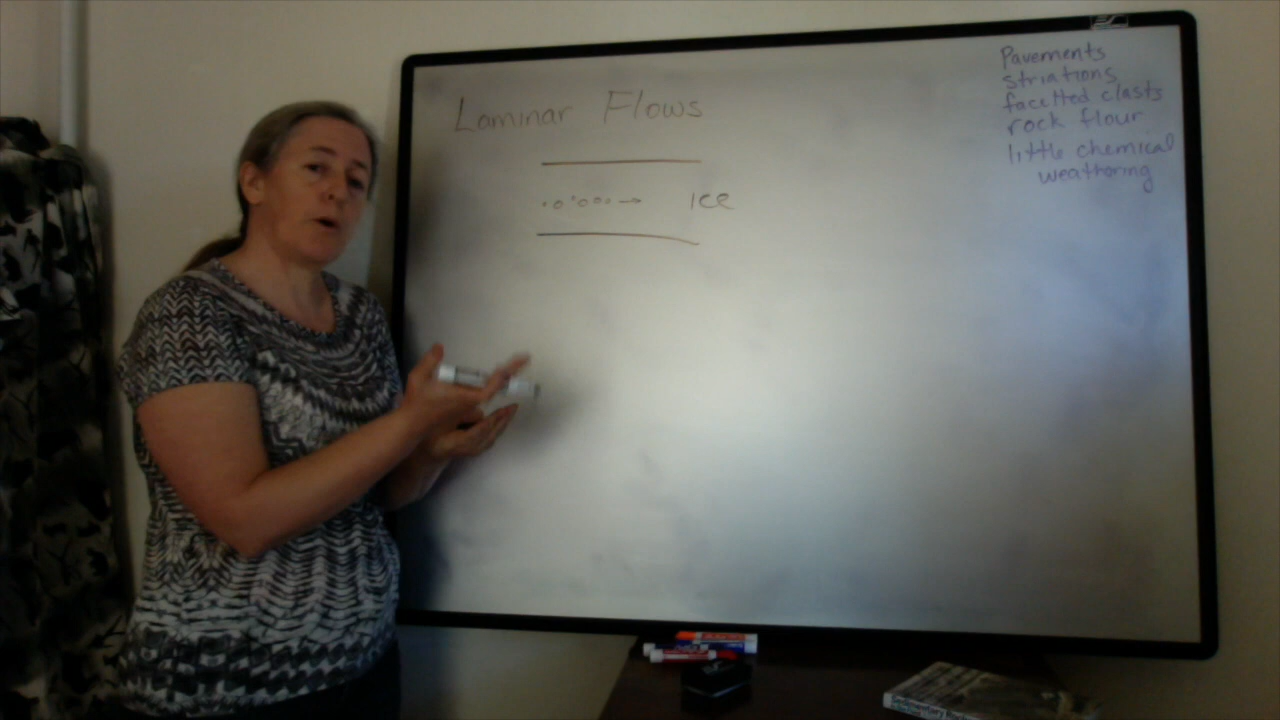 Laminar Flows
ICE
Pavements
striations
facetted clasts
rock flour
little chemical
weathering